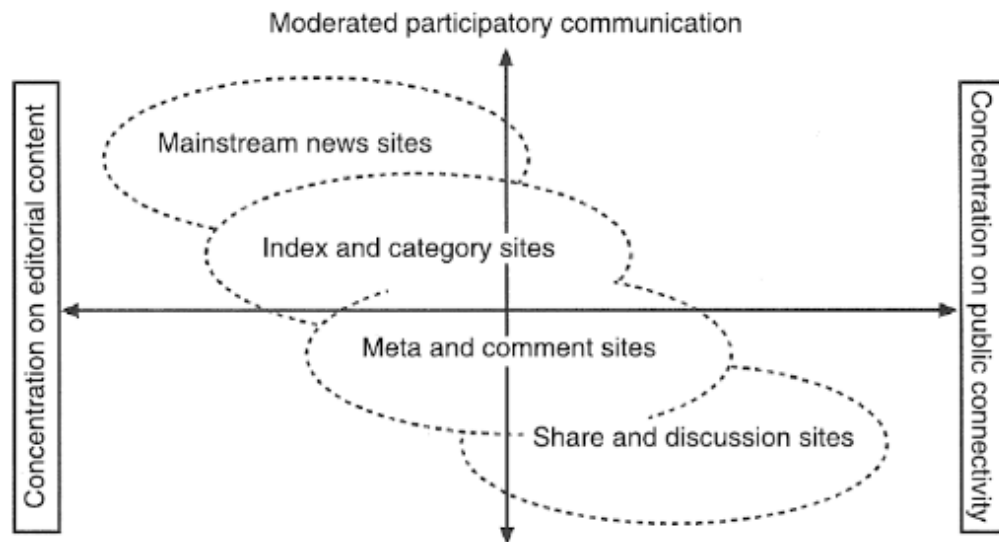 Moderated participatory communication
Concentration on editorial content
Concentration on public connectivity
Mainstream news sites
Index and category sites
Meta and comment sites
Share and discussion sites